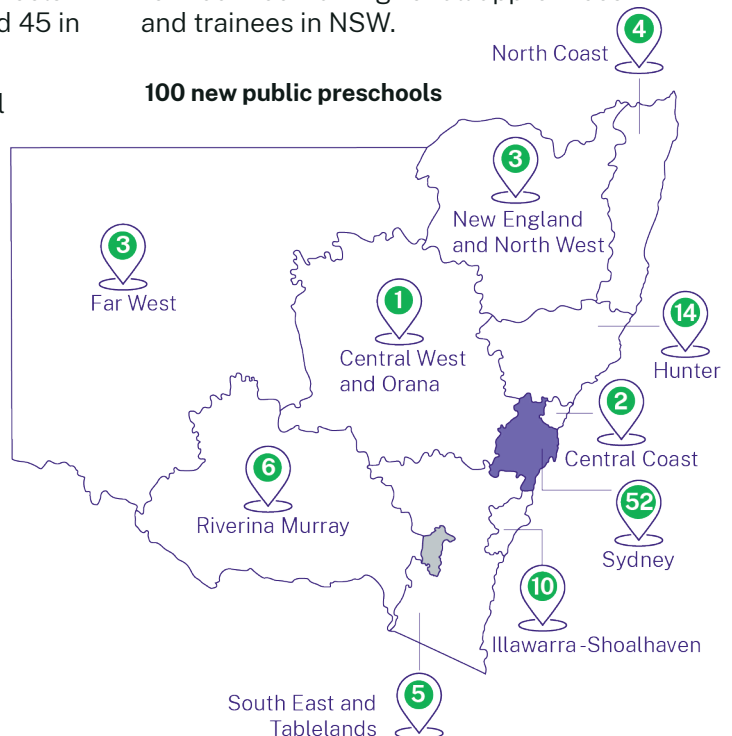 d 45 in
and trainees in NSW.
100 new public preschools
4
North Coast
3
New England
and North West
3
Far West
1
Central West
and Orana
14
Hunter
2
Central Coast
6
Riverina Murray
52
Sydney
10
Illawarra-Shoalhaven
5
South East and
Tablelands